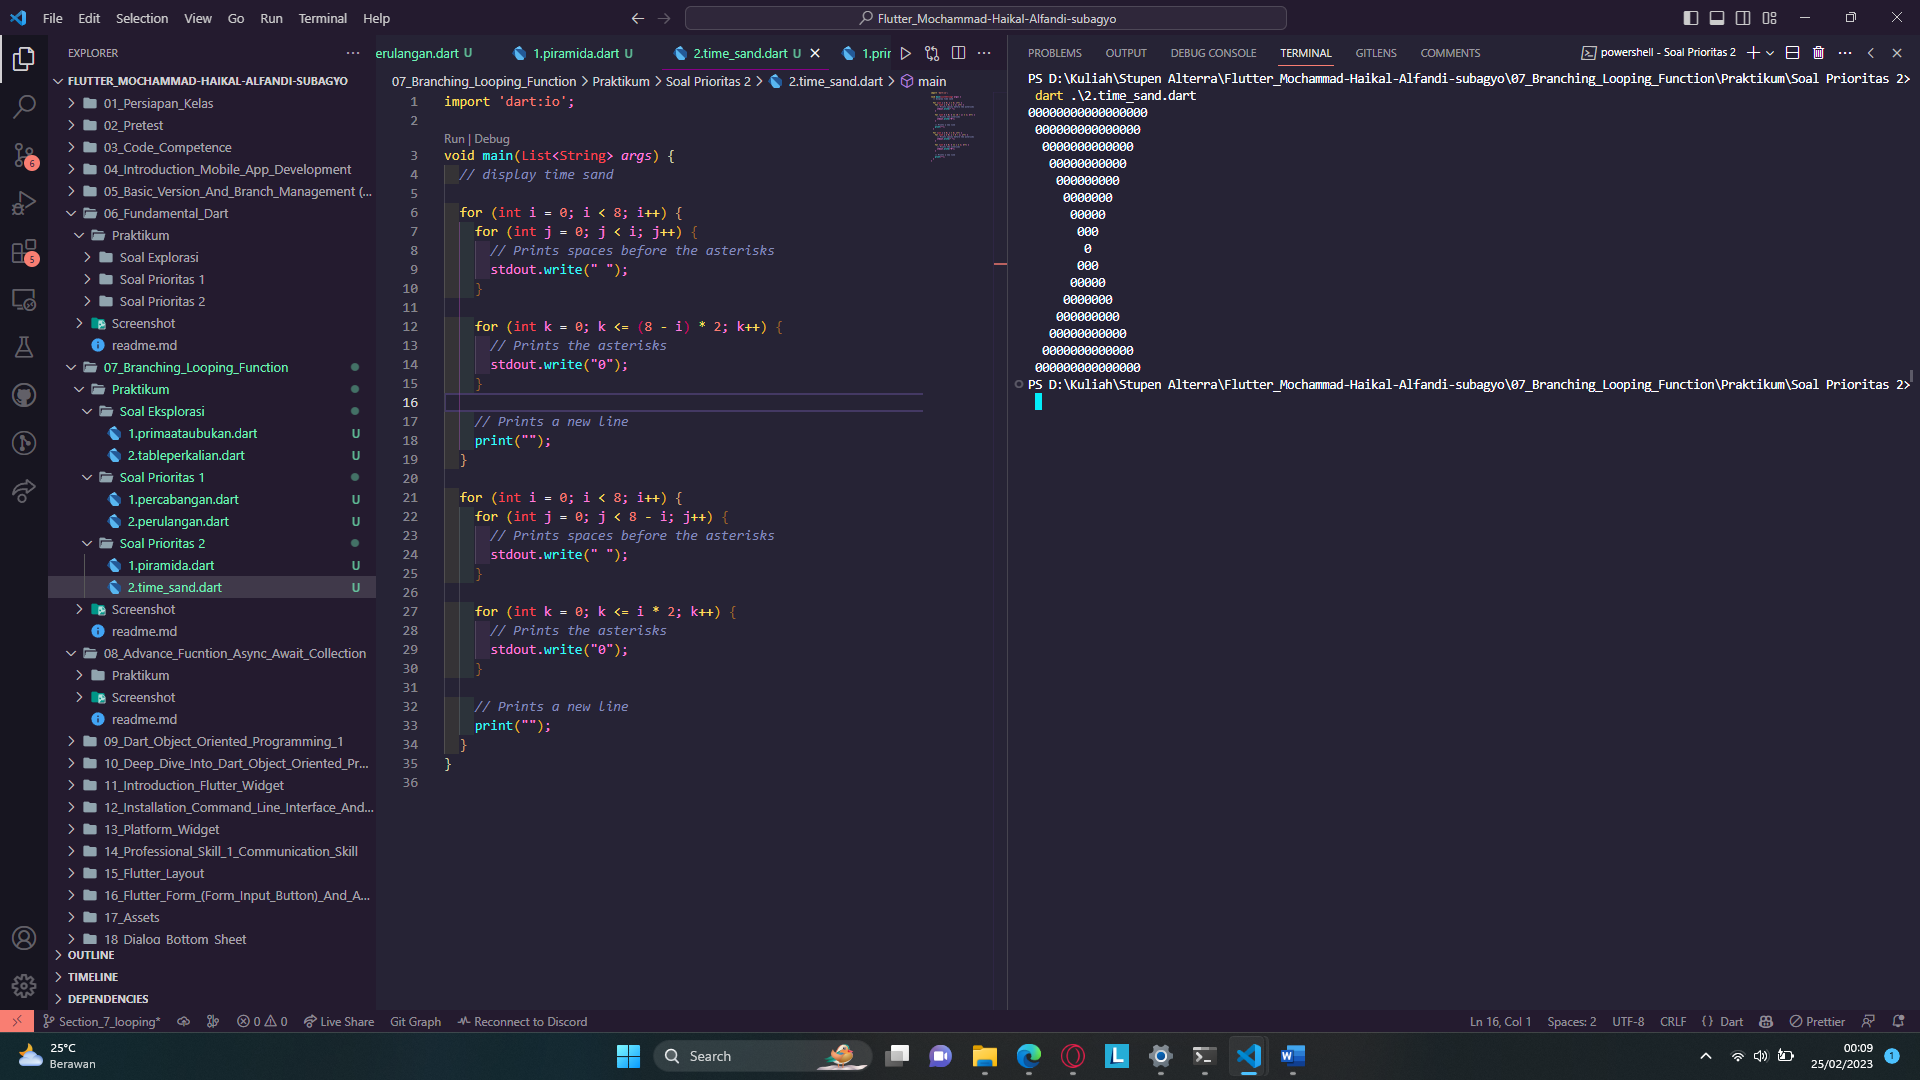 File Edit Selection View Go Run Terminal Help
Flutter_Mochammad-Haikal-Alfandi-subagyo
EXPLORER
FLUTTER_MOCHAMMAD-HAIKAL-ALFANDI-SUBAGYO
01_Persiapan_Kelas
02_Pretest
03_Code_Competence
04_Introduction_Mobile_App_Development
05_Basic_Version_And_Branch_Management (...
06_Fundamental_Dart
Praktikum
Soal Explorasi
Soal Prioritas 1
Soal Prioritas 2
Screenshot
readme.md
07_Branching_Looping_Function
Praktikum
Soal Eksplorasi
1.primaataubukan.dart U
2.tableperkalian.dart U
Soal Prioritas 1
1.percabangan.dart U
2.perulangan.dart U
Soal Prioritas 2
1.piramida.dart U
2.time_sand.dart U
Screenshot
readme.md
08_Advance_Fucntion_Async_Await_Collection
Praktikum
Screenshot
readme.md
09_Dart_Object_Oriented_Programming_1
10_Deep_Dive_Into_Dart_Object_Oriented_Pr...
11_Introduction_Flutter_Widget
12_Installation_Command_Line_Interface_And...
13_Platform_Widget
14_Professional_Skill_1_Communication_Skill
15_Flutter_Layout
16_Flutter_Form_(Form_Input_Button)_And_A...
17_Assets
18_Dialog_Bottom_Sheet
OUTLINE
TIMELINE
DEPENDENCIES
6
5
erulangan.dart U 1.piramida.dart U 2.time_sand.dart U 1.prir
07_Branching_Looping_Function > Praktikum > Soal Prioritas 2 > 2.time_sand.dart > main
1 import 'dart:io';
2
Run | Debug
3 void main(List<String> args) {
4 // display time sand
5
6 for (int i = 0; i < 8; i++) {
7 for (int j = 0; j < i; j++) {
8 // Prints spaces before the asterisks
9 stdout.write(" ");
10 }
11
12 for (int k = 0; k <= (8 - i) * 2; k++) {
13 // Prints the asterisks
14 stdout.write("0");
15 }
16
17 // Prints a new line
18 print("");
19 }
20
21 for (int i = 0; i < 8; i++) {
22 for (int j = 0; j < 8 - i; j++) {
23 // Prints spaces before the asterisks
24 stdout.write(" ");
25 }
26
27 for (int k = 0; k <= i * 2; k++) {
28 // Prints the asterisks
29 stdout.write("0");
30 }
31
32 // Prints a new line
33 print("");
34 }
35 }
36
PROBLEMS OUTPUT DEBUG CONSOLE TERMINAL GITLENS COMMENTS
powershell - Soal Prioritas 2
PS D:\Kuliah\Stupen Alterra\Flutter_Mochammad-Haikal-Alfandi-subagyo\07_Branching_Looping_Function\Praktikum\Soal Prioritas 2>
dart .\2.time_sand.dart
00000000000000000
000000000000000
0000000000000
00000000000
000000000
0000000
00000
000
0
000
00000
0000000
000000000
00000000000
0000000000000
000000000000000
PS D:\Kuliah\Stupen Alterra\Flutter_Mochammad-Haikal-Alfandi-subagyo\07_Branching_Looping_Function\Praktikum\Soal Prioritas 2>
Section_7_looping* 0 0 Live Share Git Graph Reconnect to Discord
Ln 16, Col 1 Spaces: 2 UTF-8 CRLF {} Dart Prettier
25°C
Berawan
Search
00:09
25/02/2023
1